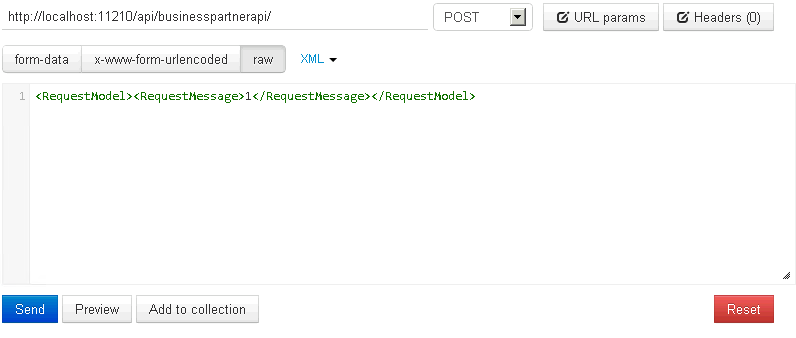 http://localhost:11210/api/businesspartnerapi/ POST URL params Headers (0)
form-data x-www-form-urlencoded raw XML
1 <RequestModel><RequestMessage>1</RequestMessage></RequestModel>
Send Preview Add to collection Reset